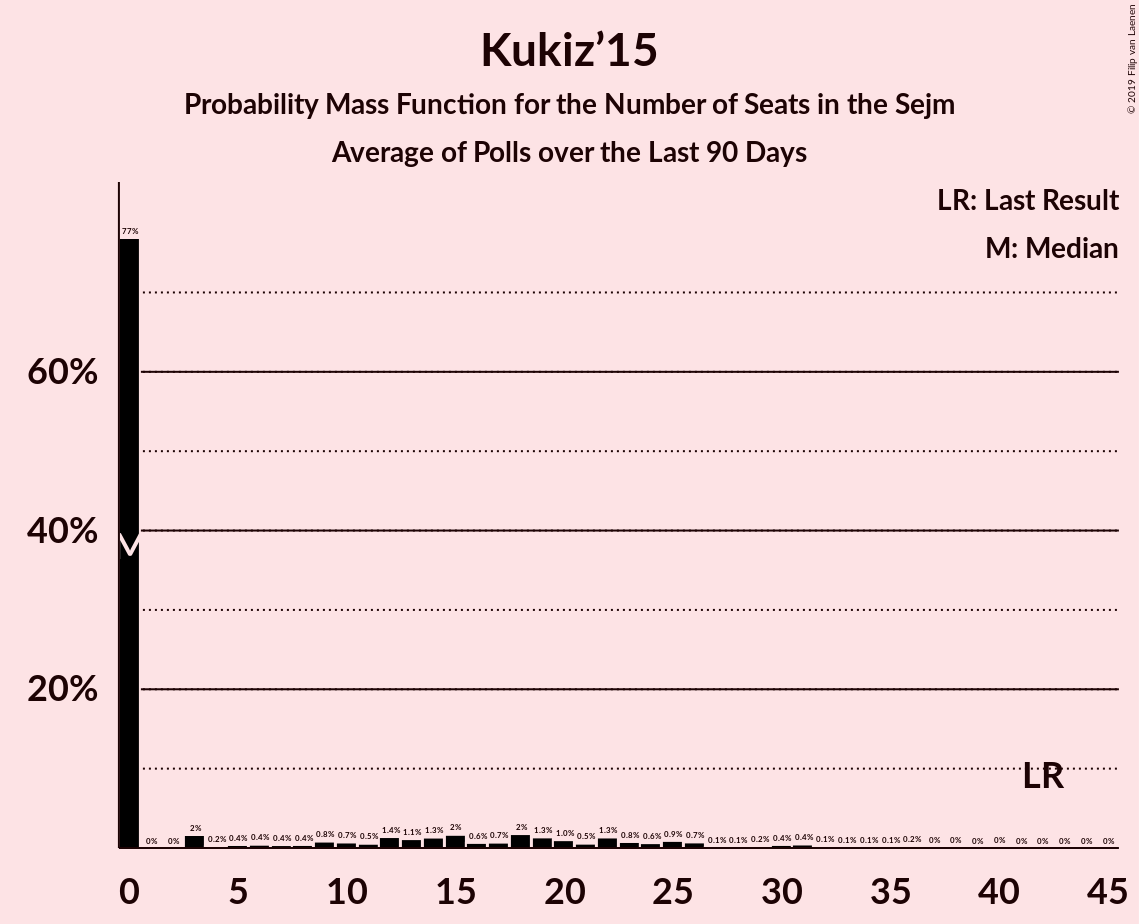 Kukiz’15
Probability Mass Function for the Number of Seats in the Sejm
Average of Polls over the Last 90 Days
© 2019 Filip van Laenen
LR: Last Result
M: Median
60%
40%
20%
77% 0% 0% 2% 0.2% 0.4% 0.4% 0.4% 0.4% 0.8% 0.7% 0.5% 1.4% 1.1% 1.3% 2% 0.6% 0.7% 2% 1.3% 1.0% 0.5% 1.3% 0.8% 0.6% 0.9% 0.7% 0.1% 0.1% 0.2% 0.4% 0.4% 0.1% 0.1% 0.1% 0.1% 0.2% 0% 0% 0% 0% 0% 0% 0% 0% 0%
LR
0 5 10 15 20 25 30 35 40 45